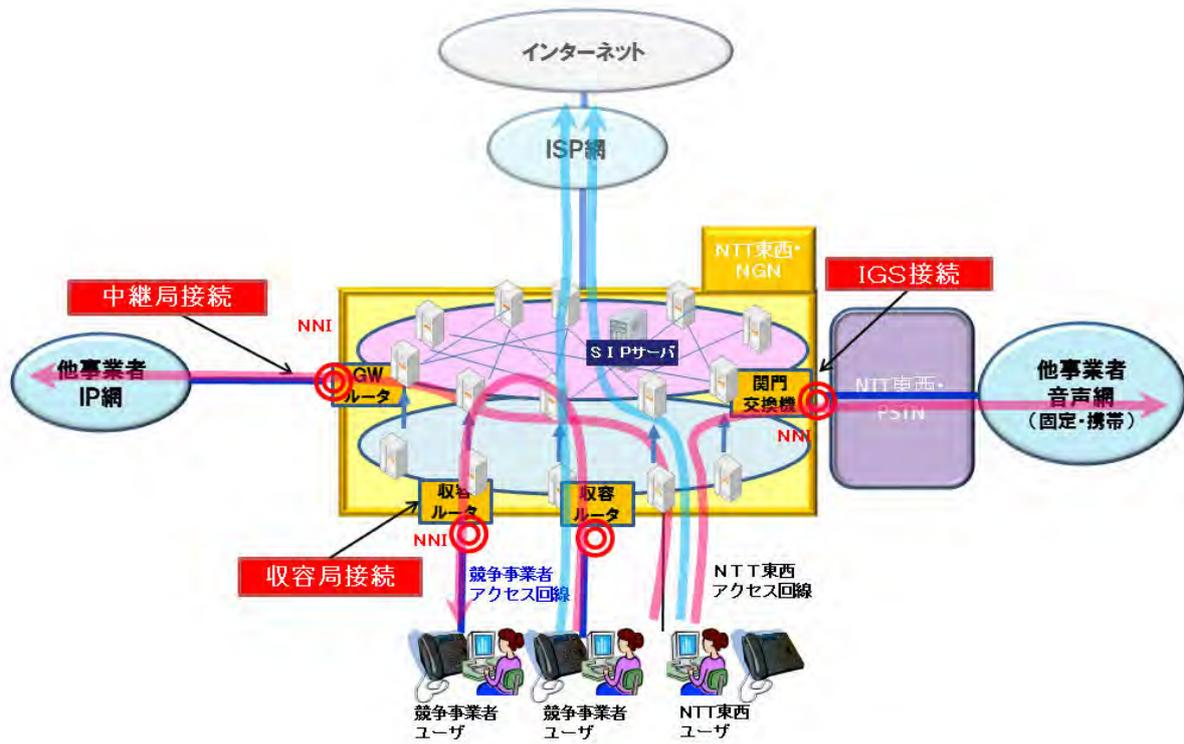 インターネット
ISP網
NTT東西・
NGN
中継局接続
IGS接続
NNI
SIPサーバ
他事業者
IP網
GW
ルータ
関門
交換機
NNI
NTT東西・
PSTN
他事業者
音声網
(固定・携帯)
収容
ルータ
収容
ルータ
NNI
収容局接続
競争事業者
アクセス回線
NTT東西
アクセス回線
競争事業者
ユーザ
競争事業者
ユーザ
NTT東西
ユーザ